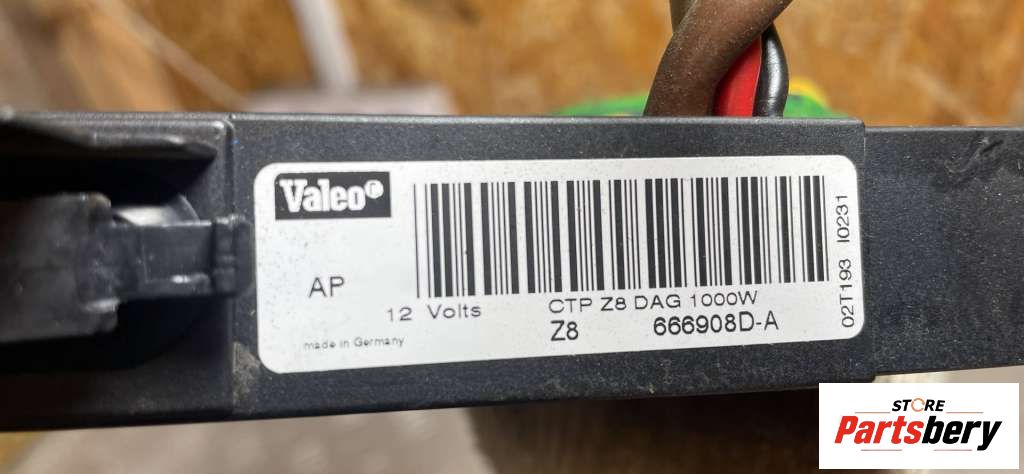 Valeo®
AP
12 Volts
CTP Z8 DAG 1000W
Z8 666908D-A
made in Germany
02T193 I0231
STORE
Partsbery